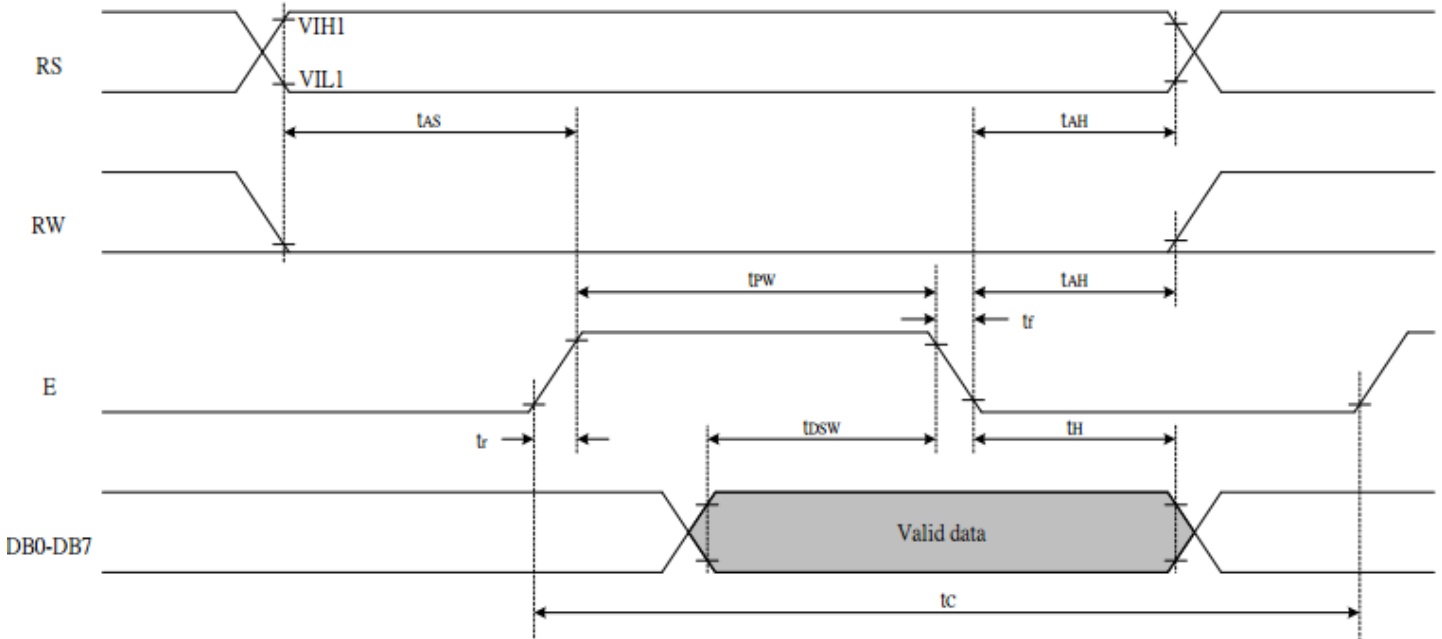 VIH1
RS
VIL1
tAS
tAH
RW
tPW
tAH
tf
E
tr
tDSW
tH
DB0-DB7
Valid data
tC